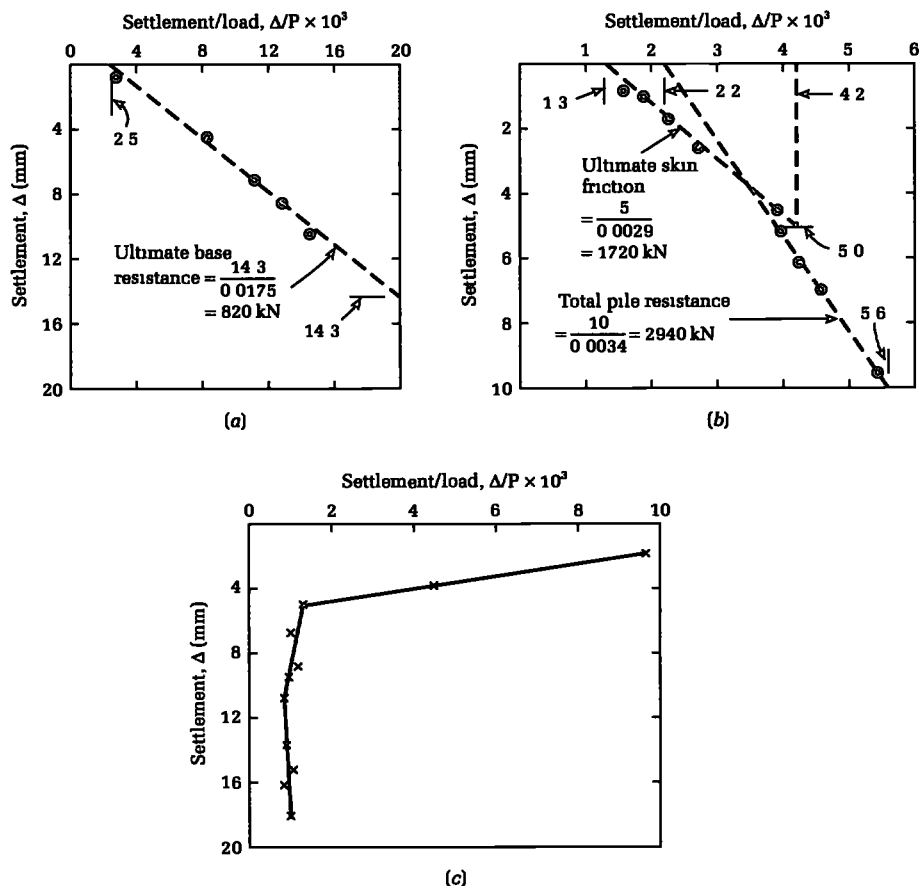 Settlement/load, Δ/P × 10³
0 4 8 12 16 20
Settlement, Δ (mm)
4
8
12
16
20
2 5
Ultimate base
resistance = 14 3
0 0175
= 820 kN
14 3
(a)
Settlement/load, Δ/P × 10³
1 2 3 4 5 6
Settlement, Δ (mm)
2
4
6
8
10
1 3
2 2
4 2
Ultimate skin
friction
= 5
0 0029
= 1720 kN
5 0
Total pile resistance
= 10
0 0034 = 2940 kN
5 6
(b)
Settlement/load, Δ/P × 10³
0 2 4 6 8 10
Settlement, Δ (mm)
4
8
12
16
20
(c)